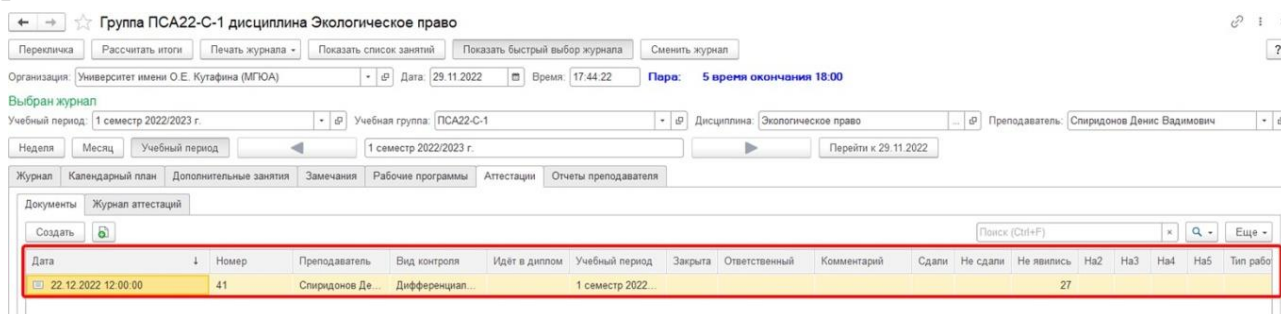 Группа ПСА22-С-1 дисциплина Экологическое право
Перекличка Рассчитать итоги Печать журнала Показать список занятий Показать быстрый выбор журнала Сменить журнал ?
Организация: Университет имени О.Е. Кутафина (МГЮА) Дата: 29.11.2022 Время: 17:44:22 Пара: 5 время окончания 18:00
Выбран журнал
Учебный период: 1 семестр 2022/2023 г. Учебная группа: ПСА22-С-1 Дисциплина: Экологическое право ... Преподаватель: Спиридонов Денис Вадимович
Неделя Месяц Учебный период 1 семестр 2022/2023 г. Перейти к 29.11.2022
Журнал Календарный план Дополнительные занятия Замечания Рабочие программы Аттестации Отчеты преподавателя
Документы Журнал аттестаций
Создать Поиск (Ctrl+F) × Еще
Дата Номер Преподаватель Вид контроля Идёт в диплом Учебный период Закрыта Ответственный Комментарий Сдали Не сдали Не явились На2 На3 На4 На5 Тип рабо
22.12.2022 12:00:00 41 Спиридонов Де... Дифференциал... 1 семестр 2022... 27